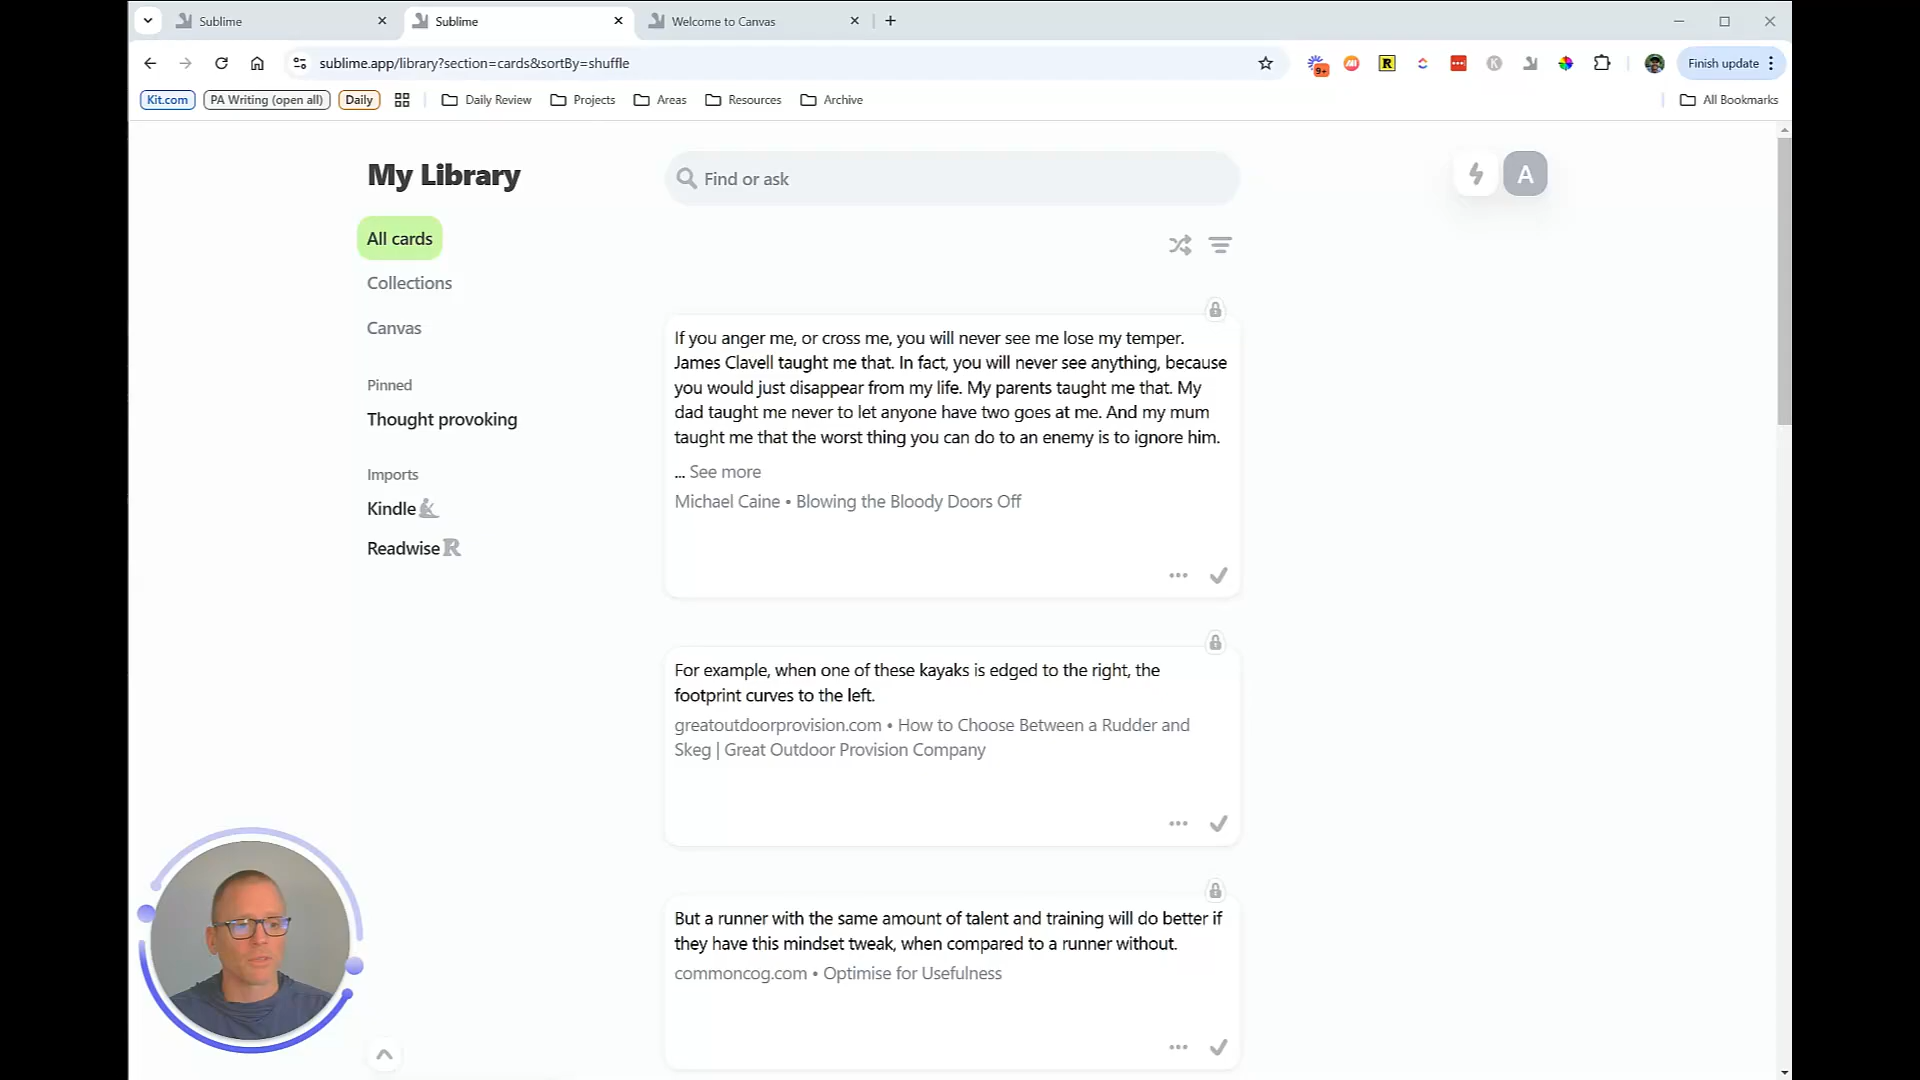 Sublime
Sublime
Welcome to Canvas
sublime.app/library?section=cards&sortBy=shuffle
9+
R
K
Finish update
Kit.com
PA Writing (open all)
Daily
Daily Review
Projects
Areas
Resources
Archive
All Bookmarks
My Library
Find or ask
A
All cards
Collections
Canvas
Pinned
Thought provoking
Imports
Kindle
Readwise R
If you anger me, or cross me, you will never see me lose my temper.
James Clavell taught me that. In fact, you will never see anything, because
you would just disappear from my life. My parents taught me that. My
dad taught me never to let anyone have two goes at me. And my mum
taught me that the worst thing you can do to an enemy is to ignore him.
... See more
Michael Caine • Blowing the Bloody Doors Off
For example, when one of these kayaks is edged to the right, the
footprint curves to the left.
greatoutdoorprovision.com • How to Choose Between a Rudder and
Skeg | Great Outdoor Provision Company
But a runner with the same amount of talent and training will do better if
they have this mindset tweak, when compared to a runner without.
commoncog.com • Optimise for Usefulness